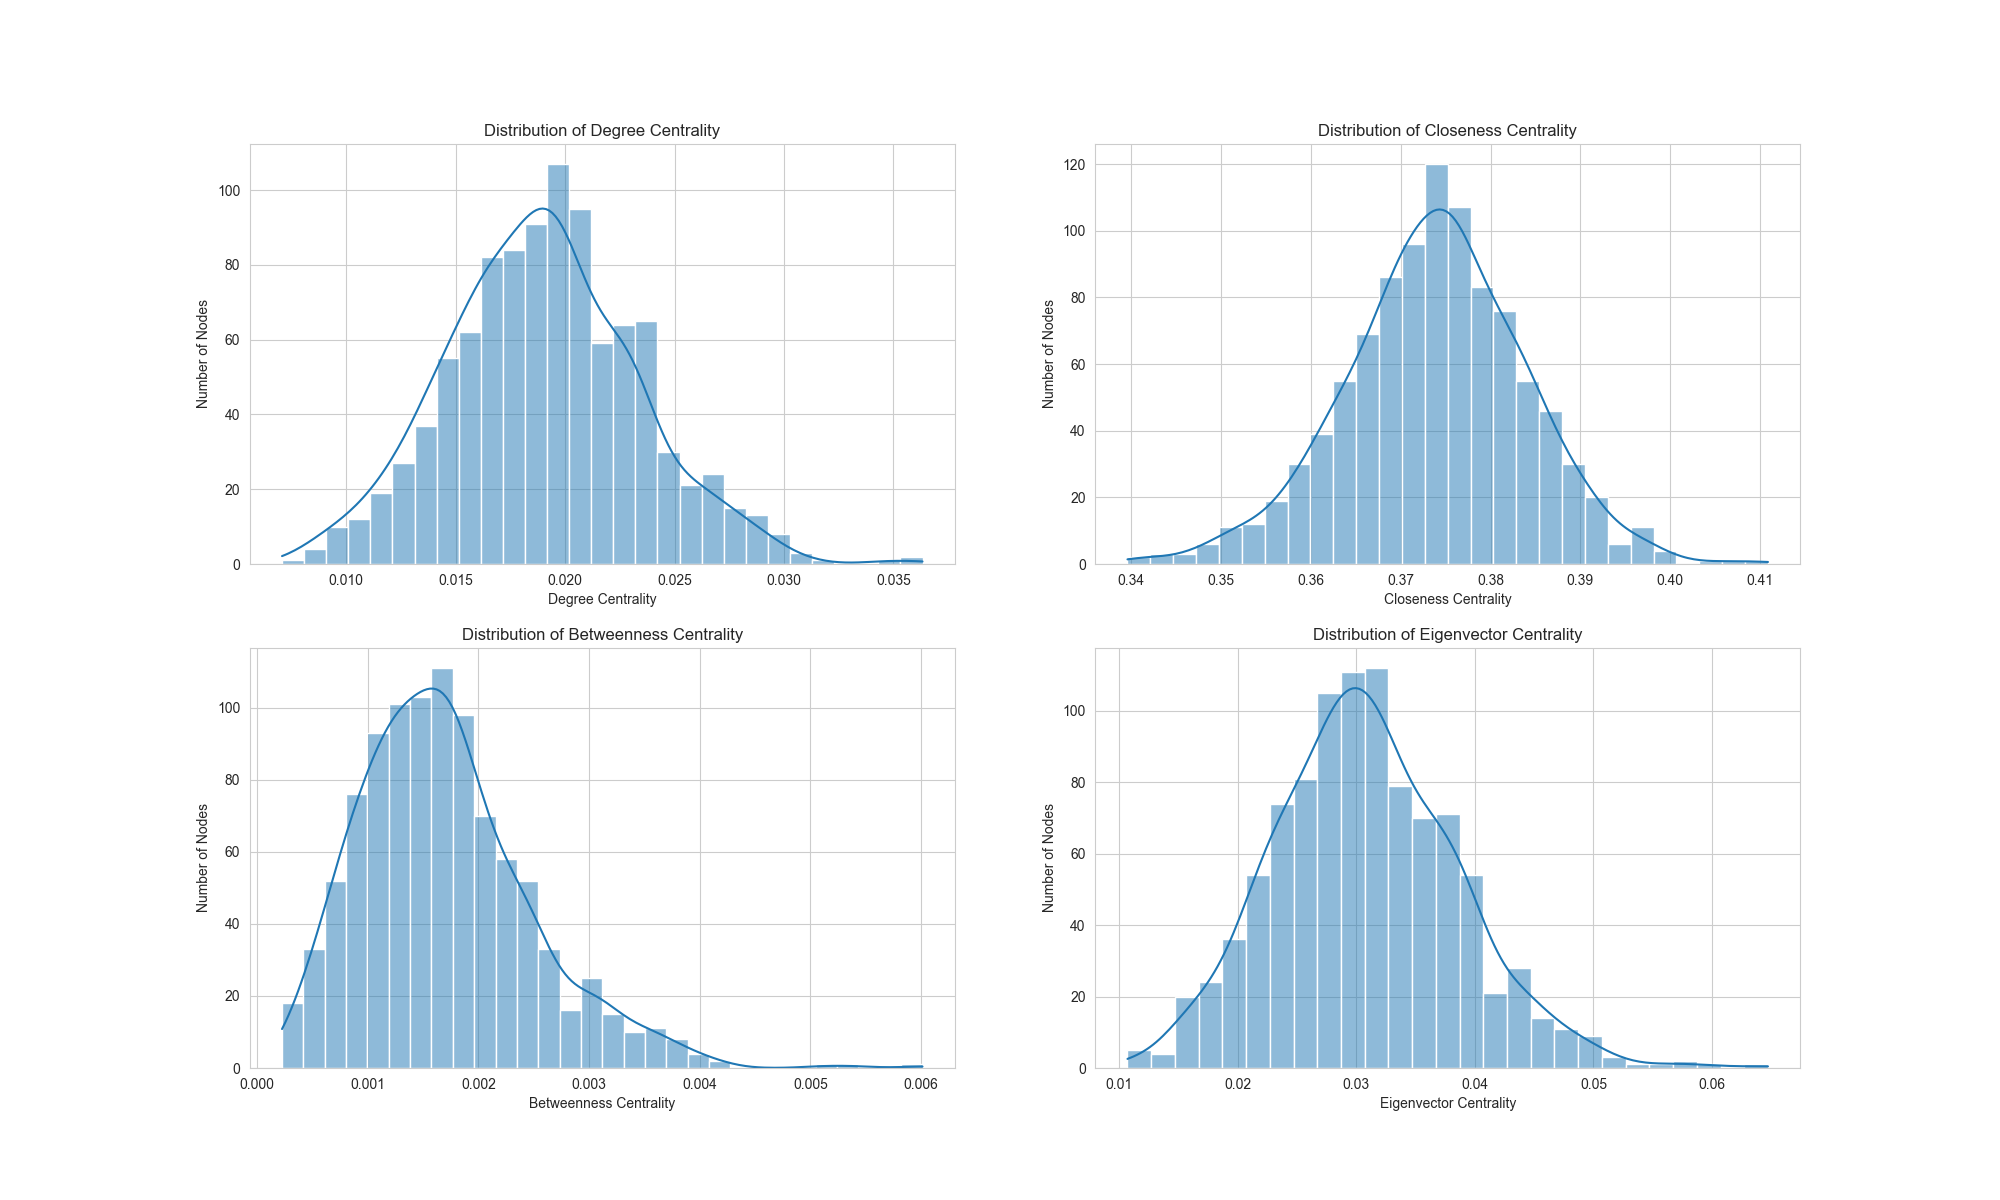 Distribution of Degree Centrality
100
80
60
40
20
0
Number of Nodes
0.010 0.015 0.020 0.025 0.030 0.035
Degree Centrality
Distribution of Closeness Centrality
120
100
80
60
40
20
0
Number of Nodes
0.34 0.35 0.36 0.37 0.38 0.39 0.40 0.41
Closeness Centrality
Distribution of Betweenness Centrality
100
80
60
40
20
0
Number of Nodes
0.000 0.001 0.002 0.003 0.004 0.005 0.006
Betweenness Centrality
Distribution of Eigenvector Centrality
100
80
60
40
20
0
Number of Nodes
0.01 0.02 0.03 0.04 0.05 0.06
Eigenvector Centrality